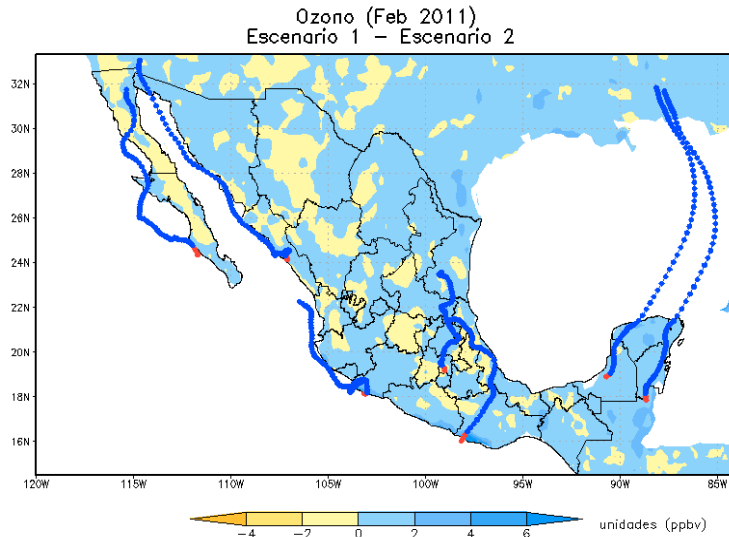 Ozono (Feb 2011)
Escenario 1 − Escenario 2
32N
30N
28N
26N
24N
22N
20N
18N
16N
120W 115W 110W 105W 100W 95W 90W 85W
−4 −2 0 2 4 6 unidades (ppbv)